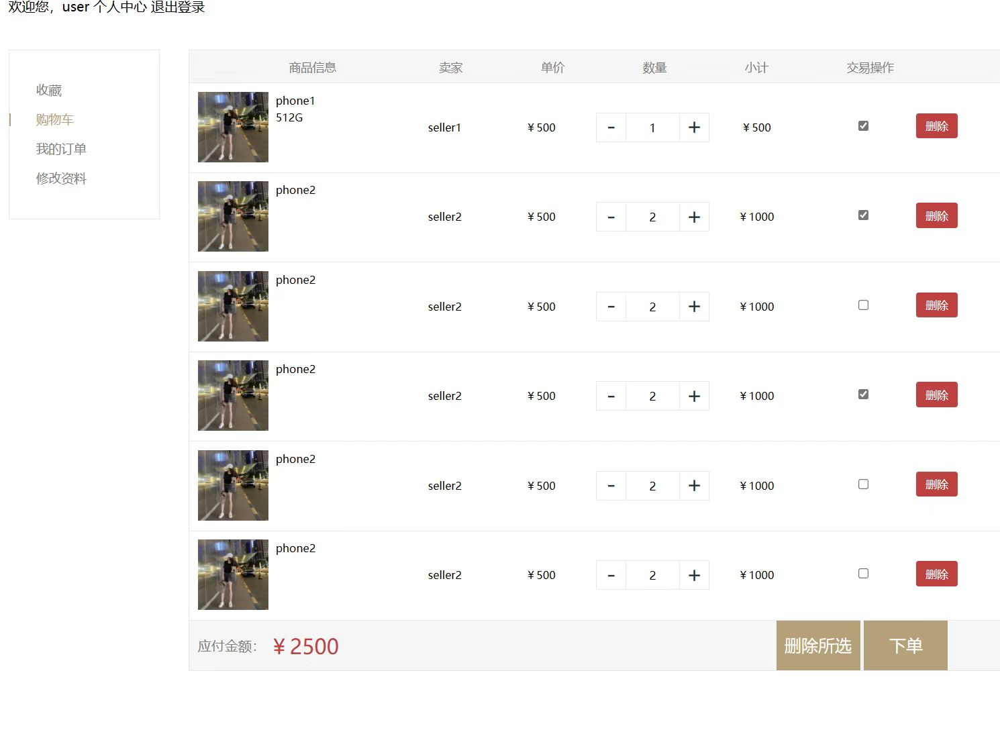 欢迎您，user 个人中心 退出登录
收藏
购物车
我的订单
修改资料
商品信息 卖家 单价 数量 小计 交易操作
phone1
512G
seller1 ¥ 500 - 1 + ¥ 500 删除
phone2
seller2 ¥ 500 - 2 + ¥ 1000 删除
phone2
seller2 ¥ 500 - 2 + ¥ 1000 删除
phone2
seller2 ¥ 500 - 2 + ¥ 1000 删除
phone2
seller2 ¥ 500 - 2 + ¥ 1000 删除
phone2
seller2 ¥ 500 - 2 + ¥ 1000 删除
应付金额： ¥ 2500 删除所选 下单